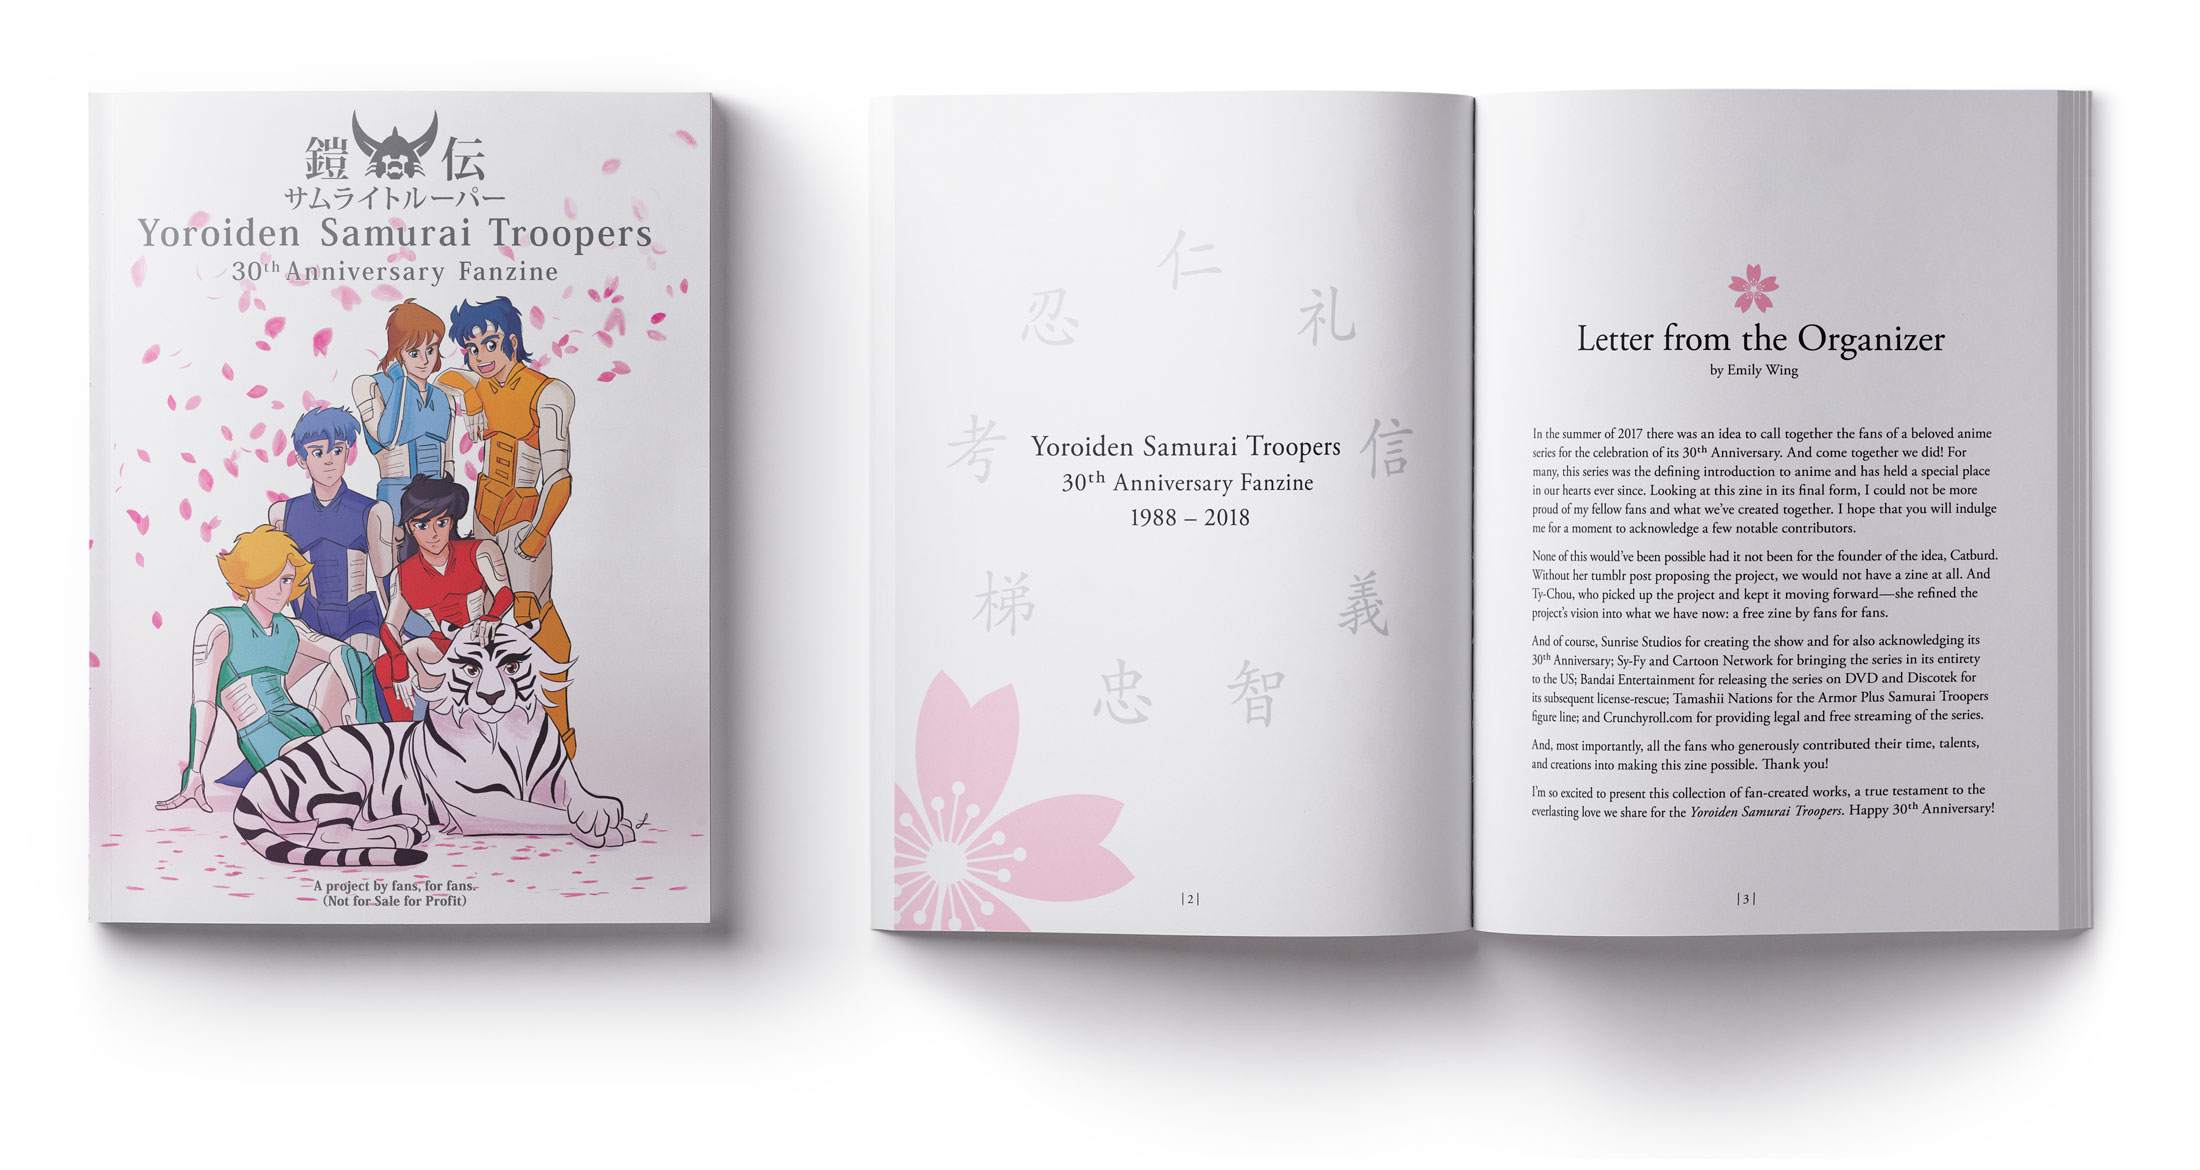 鎧 伝
サムライトルーパー
Yoroiden Samurai Troopers
30th Anniversary Fanzine
A project by fans, for fans.
(Not for Sale for Profit)
仁
忍
礼
考
信
Yoroiden Samurai Troopers
30th Anniversary Fanzine
1988 – 2018
梯
義
忠
智
| 2 |
Letter from the Organizer
by Emily Wing
In the summer of 2017 there was an idea to call together the fans of a beloved anime
series for the celebration of its 30th Anniversary. And come together we did! For
many, this series was the defining introduction to anime and has held a special place
in our hearts ever since. Looking at this zine in its final form, I could not be more
proud of my fellow fans and what we've created together. I hope that you will indulge
me for a moment to acknowledge a few notable contributors.
None of this would've been possible had it not been for the founder of the idea, Catburd.
Without her tumblr post proposing the project, we would not have a zine at all. And
Ty-Chou, who picked up the project and kept it moving forward—she refined the
project's vision into what we have now: a free zine by fans for fans.
And of course, Sunrise Studios for creating the show and for also acknowledging its
30th Anniversary; Sy-Fy and Cartoon Network for bringing the series in its entirety
to the US; Bandai Entertainment for releasing the series on DVD and Discotek for
its subsequent license-rescue; Tamashii Nations for the Armor Plus Samurai Troopers
figure line; and Crunchyroll.com for providing legal and free streaming of the series.
And, most importantly, all the fans who generously contributed their time, talents,
and creations into making this zine possible. Thank you!
I'm so excited to present this collection of fan-created works, a true testament to the
everlasting love we share for the Yoroiden Samurai Troopers. Happy 30th Anniversary!
| 3 |